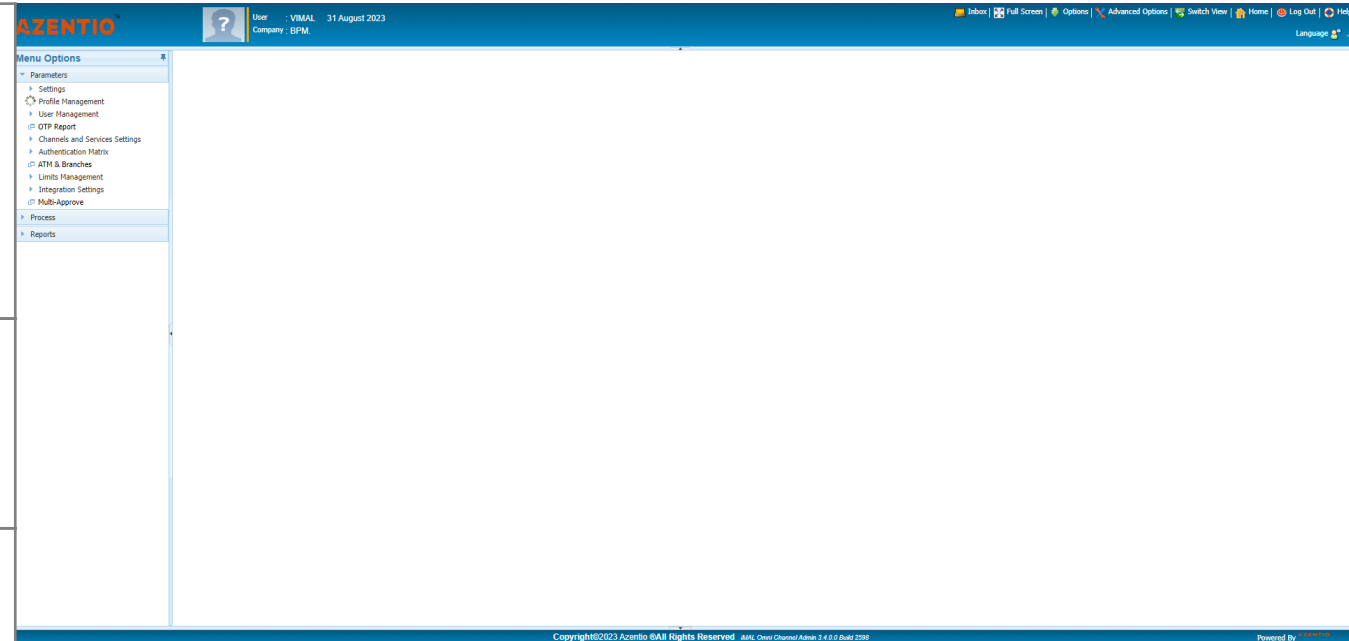 AZENTIO
?
User : VIMAL 31 August 2023
Company : BPM.
Inbox | Full Screen | Options | Advanced Options | Switch View | Home | Log Out | Hel
Language
Menu Options
Parameters
Settings
Profile Management
User Management
OTP Report
Channels and Services Settings
Authentication Matrix
ATM & Branches
Limits Management
Integration Settings
Multi-Approve
Process
Reports
Copyright©2023 Azentio ®All Rights Reserved iMAL Omni Channel Admin 3.4.0.0 Build 2598
Powered By AZENTIO